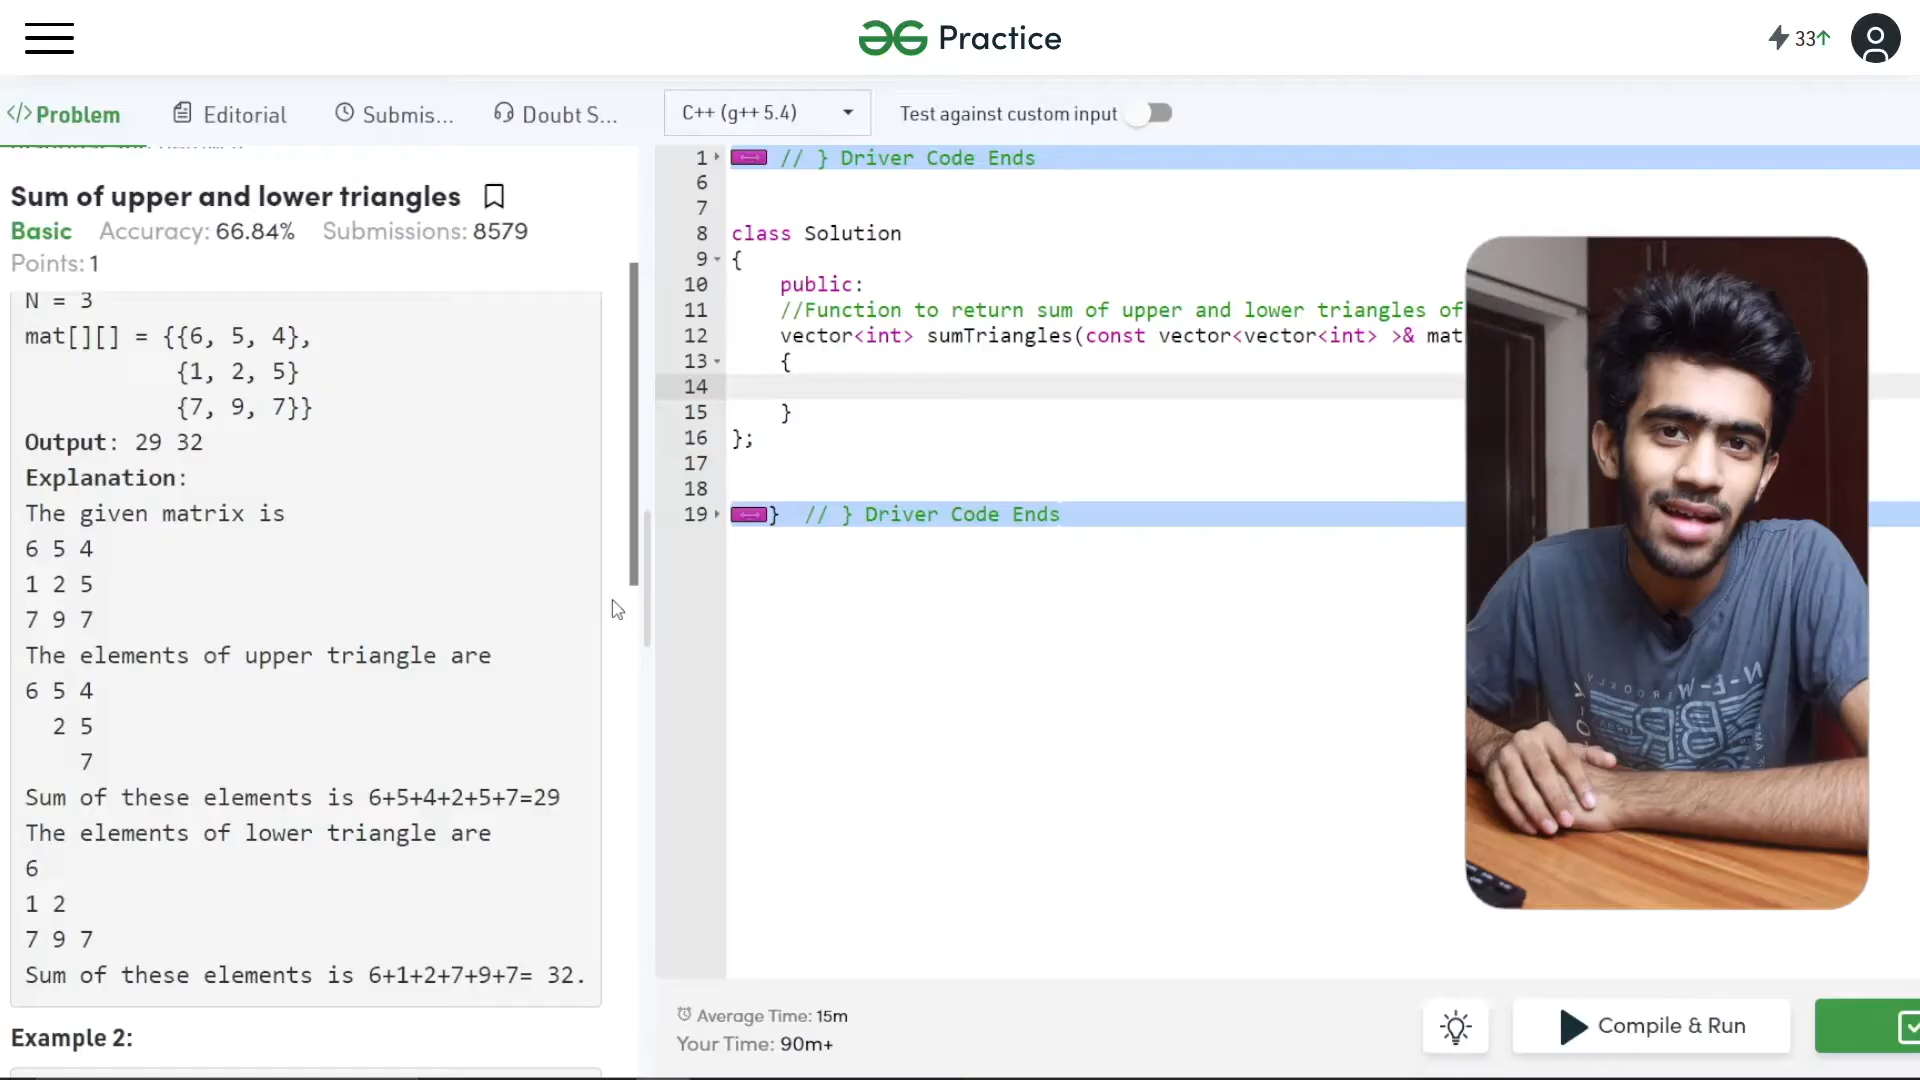 Practice
33↑
</> Problem
Editorial
Submis...
Doubt S...
C++ (g++ 5.4)
Test against custom input
Sum of upper and lower triangles
Basic Accuracy: 66.84% Submissions: 8579
Points: 1
N = 3
mat[][] = {{6, 5, 4},
{1, 2, 5}
{7, 9, 7}}
Output: 29 32
Explanation:
The given matrix is
6 5 4
1 2 5
7 9 7
The elements of upper triangle are
6 5 4
2 5
7
Sum of these elements is 6+5+4+2+5+7=29
The elements of lower triangle are
6
1 2
7 9 7
Sum of these elements is 6+1+2+7+9+7= 32.
Example 2:
1 // } Driver Code Ends
6
7
8 class Solution
9 {
10 public:
11 //Function to return sum of upper and lower triangles of
12 vector<int> sumTriangles(const vector<vector<int> >& mat
13 {
14
15 }
16 };
17
18
19 } // } Driver Code Ends
Average Time: 15m
Your Time: 90m+
Compile & Run